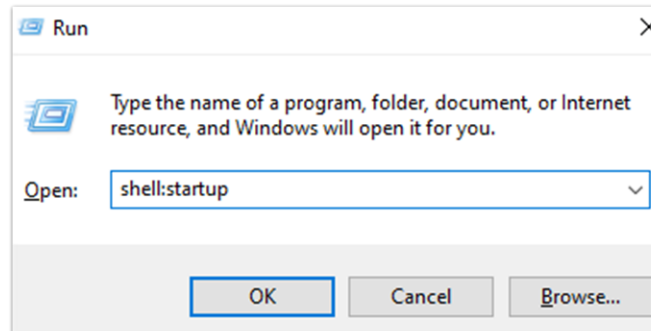 Run
Type the name of a program, folder, document, or Internet
resource, and Windows will open it for you.
Open: shell:startup
OK Cancel Browse...